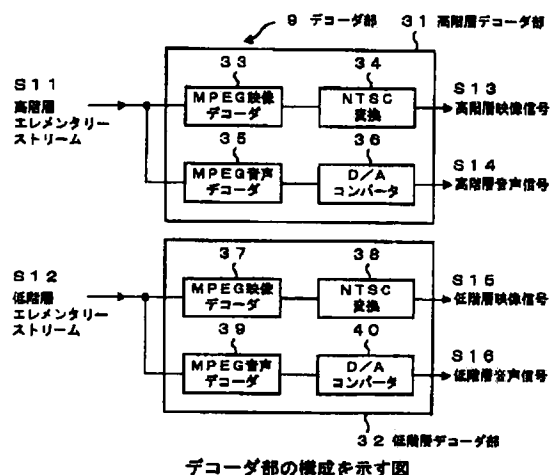 9 デコーダ部
31 高階層デコーダ部
S11
高階層
エレメンタリー
ストリーム
33
MPEG映像
デコーダ
34
NTSC
変換
S13
高階層映像信号
35
MPEG音声
デコーダ
36
D/A
コンバータ
S14
高階層音声信号
S12
低階層
エレメンタリー
ストリーム
37
MPEG映像
デコーダ
38
NTSC
変換
S15
低階層映像信号
39
MPEG音声
デコーダ
40
D/A
コンバータ
S16
低階層音声信号
32 低階層デコーダ部
デコーダ部の構成を示す図